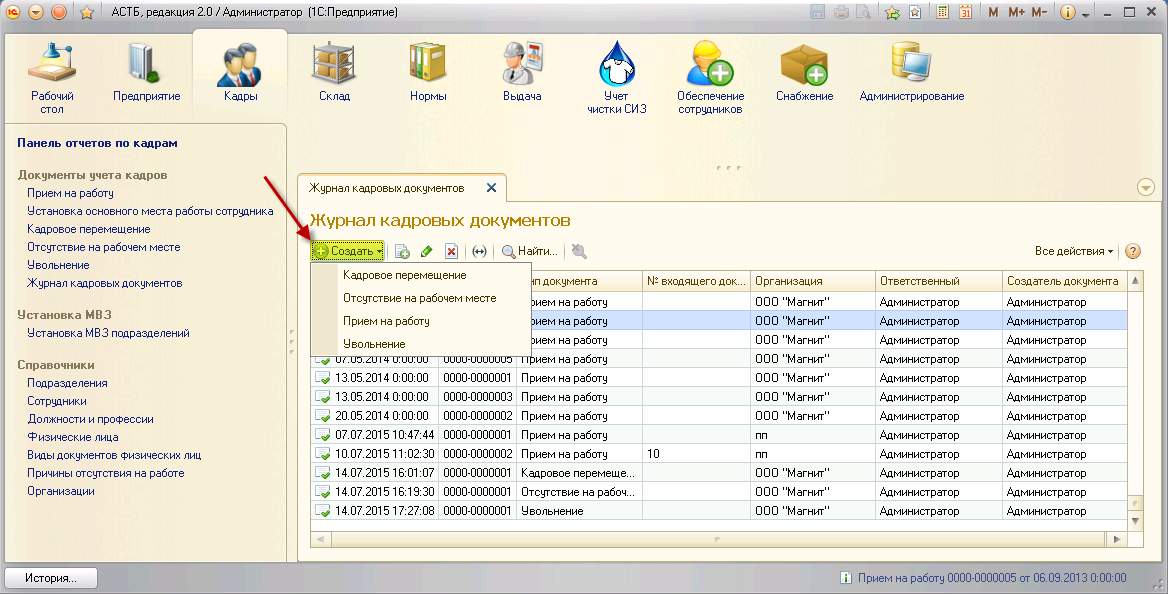 АСТБ, редакция 2.0 / Администратор (1С:Предприятие)
M M+ M-
Рабочий стол
Предприятие
Кадры
Склад
Нормы
Выдача
Учет чистки СИЗ
Обеспечение сотрудников
Снабжение
Администрирование
Панель отчетов по кадрам
Документы учета кадров
Прием на работу
Установка основного места работы сотрудника
Кадровое перемещение
Отсутствие на рабочем месте
Увольнение
Журнал кадровых документов
Установка МВЗ
Установка МВЗ подразделений
Справочники
Подразделения
Сотрудники
Должности и профессии
Физические лица
Виды документов физических лиц
Причины отсутствия на работе
Организации
Журнал кадровых документов
Журнал кадровых документов
Создать Найти... Все действия
Кадровое перемещение
Отсутствие на рабочем месте
Прием на работу
Увольнение
ип документа № входящего док... Организация Ответственный Создатель документа
рием на работу ООО "Магнит" Администратор Администратор
рием на работу ООО "Магнит" Администратор Администратор
рием на работу ООО "Магнит" Администратор Администратор
07.05.2014 0:00:00 0000-0000005 Прием на работу ООО "Магнит" Администратор Администратор
13.05.2014 0:00:00 0000-0000001 Прием на работу ООО "Магнит" Администратор Администратор
13.05.2014 0:00:00 0000-0000003 Прием на работу ООО "Магнит" Администратор Администратор
20.05.2014 0:00:00 0000-0000002 Прием на работу ООО "Магнит" Администратор Администратор
07.07.2015 10:47:44 0000-0000001 Прием на работу пп Администратор Администратор
10.07.2015 11:02:30 0000-0000002 Прием на работу 10 пп Администратор Администратор
14.07.2015 16:01:07 0000-0000001 Кадровое перемеще... ООО "Магнит" Администратор Администратор
14.07.2015 16:19:30 0000-0000001 Отсутствие на рабоч... ООО "Магнит" Администратор Администратор
14.07.2015 17:27:08 0000-0000001 Увольнение ООО "Магнит" Администратор Администратор
История...
Прием на работу 0000-0000005 от 06.09.2013 0:00:00